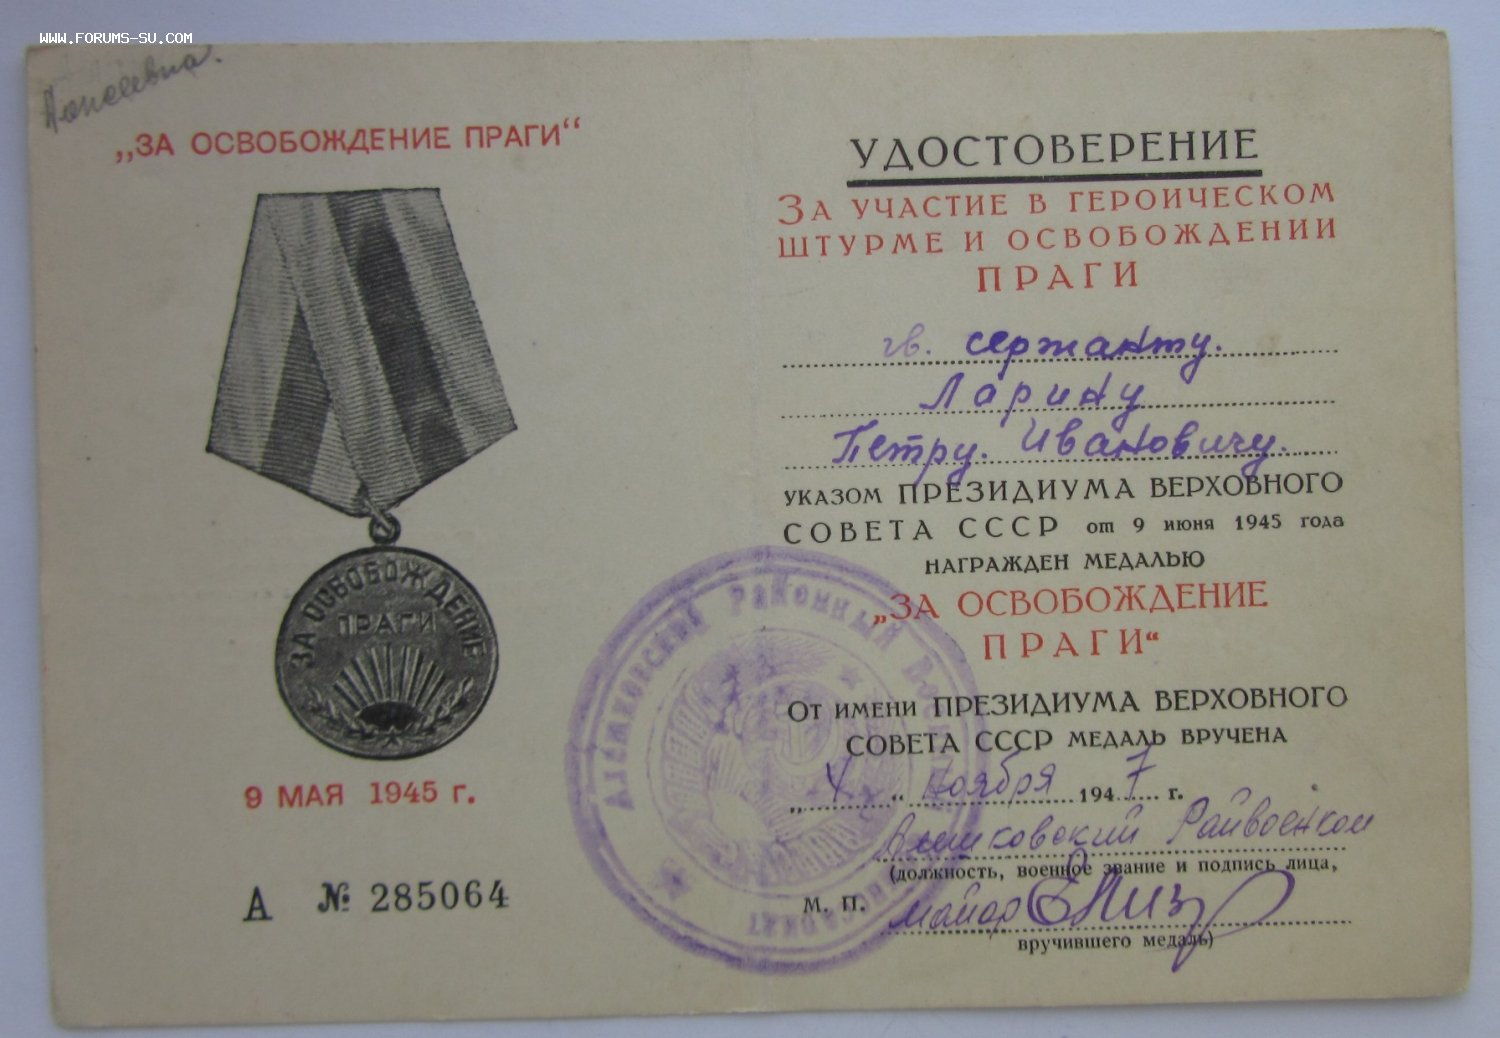 WWW.FORUMS-SU.COM
„ЗА ОСВОБОЖДЕНИЕ ПРАГИ“
ЗА ОСВОБОЖДЕНИЕ
ПРАГИ
9 МАЯ 1945 г.
А № 285064
УДОСТОВЕРЕНИЕ
ЗА УЧАСТИЕ В ГЕРОИЧЕСКОМ
ШТУРМЕ И ОСВОБОЖДЕНИИ
ПРАГИ
гв. сержанту.
Ларину
Петру. Ивановичу.
УКАЗОМ ПРЕЗИДИУМА ВЕРХОВНОГО
СОВЕТА СССР от 9 июня 1945 года
НАГРАЖДЕН МЕДАЛЬЮ
„ЗА ОСВОБОЖДЕНИЕ
ПРАГИ“
ОТ ИМЕНИ ПРЕЗИДИУМА ВЕРХОВНОГО
СОВЕТА СССР МЕДАЛЬ ВРУЧЕНА
„4“ ноября 1947 г.
Райвоенком
(должность, военное звание и подпись лица,
М. П. майор
вручившего медаль)
Районный